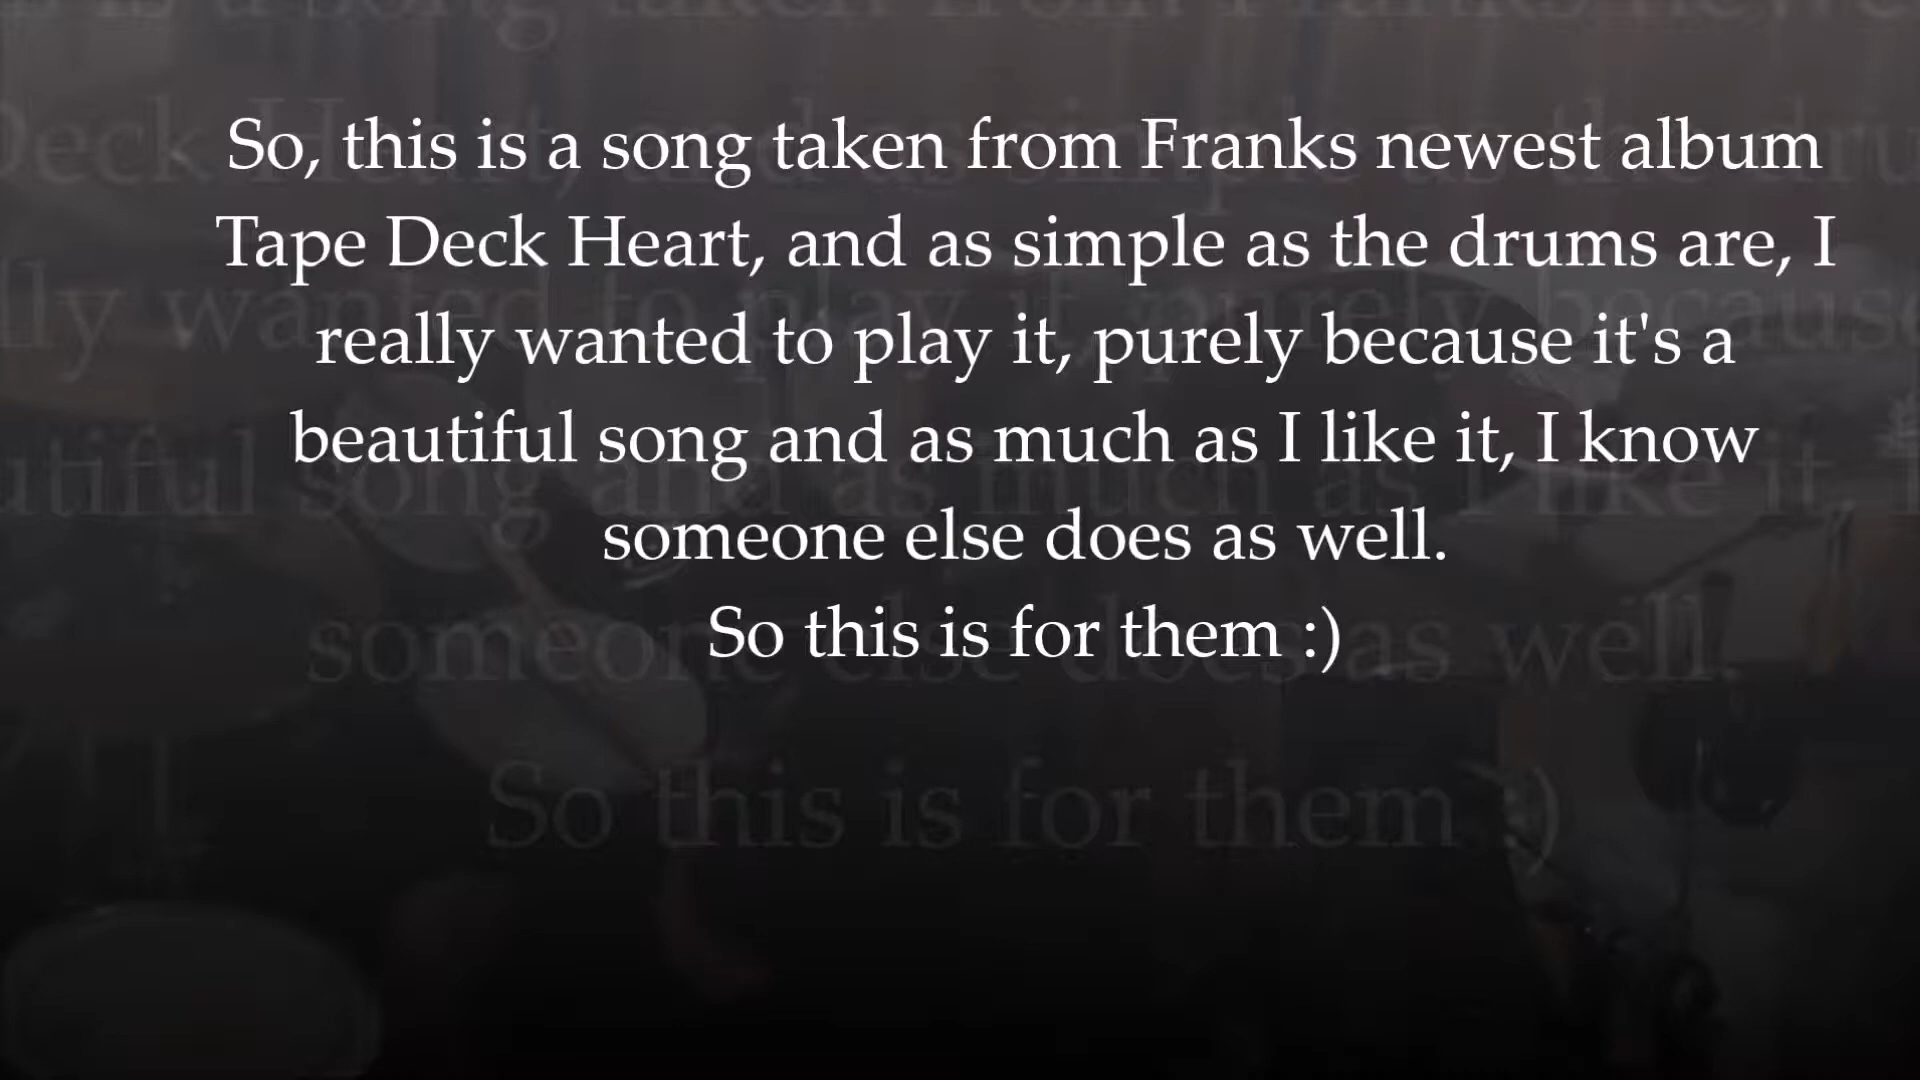 So, this is a song taken from Franks newest album
Tape Deck Heart, and as simple as the drums are, I
really wanted to play it, purely because it's a
beautiful song and as much as I like it, I know
someone else does as well.
So this is for them :)